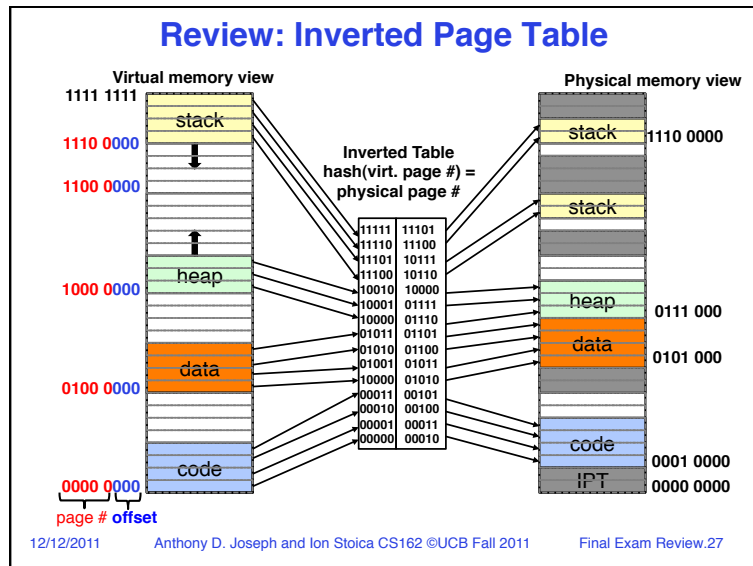 Review: Inverted Page Table
Virtual memory view
Physical memory view
1111 1111
stack
1110 0000
1100 0000
heap
1000 0000
data
0100 0000
code
0000 0000
page # offset
Inverted Table
hash(virt. page #) =
physical page #
11111 11101
11110 11100
11101 10111
11100 10110
10010 10000
10001 01111
10000 01110
01011 01101
01010 01100
01001 01011
10000 01010
00011 00101
00010 00100
00001 00011
00000 00010
stack
1110 0000
stack
heap
0111 000
data
0101 000
code
0001 0000
IPT
0000 0000
12/12/2011 Anthony D. Joseph and Ion Stoica CS162 ©UCB Fall 2011 Final Exam Review.27